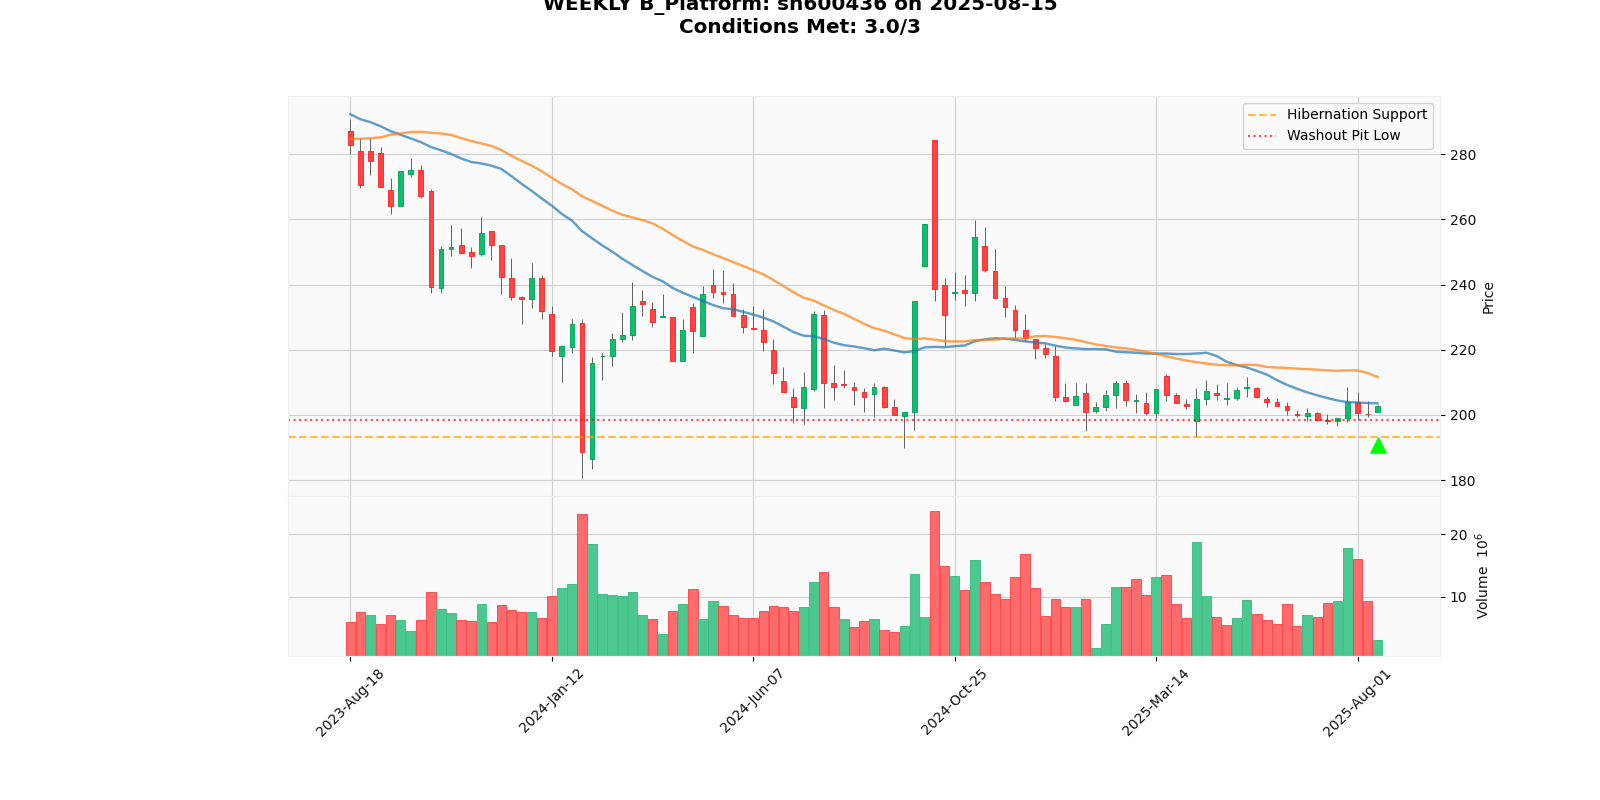 WEEKLY B_Platform: sh600436 on 2025-08-15
Conditions Met: 3.0/3
Hibernation Support
Washout Pit Low
280
260
240
220
200
180
Price
20
10
Volume 10^6
2023-Aug-18
2024-Jan-12
2024-Jun-07
2024-Oct-25
2025-Mar-14
2025-Aug-01